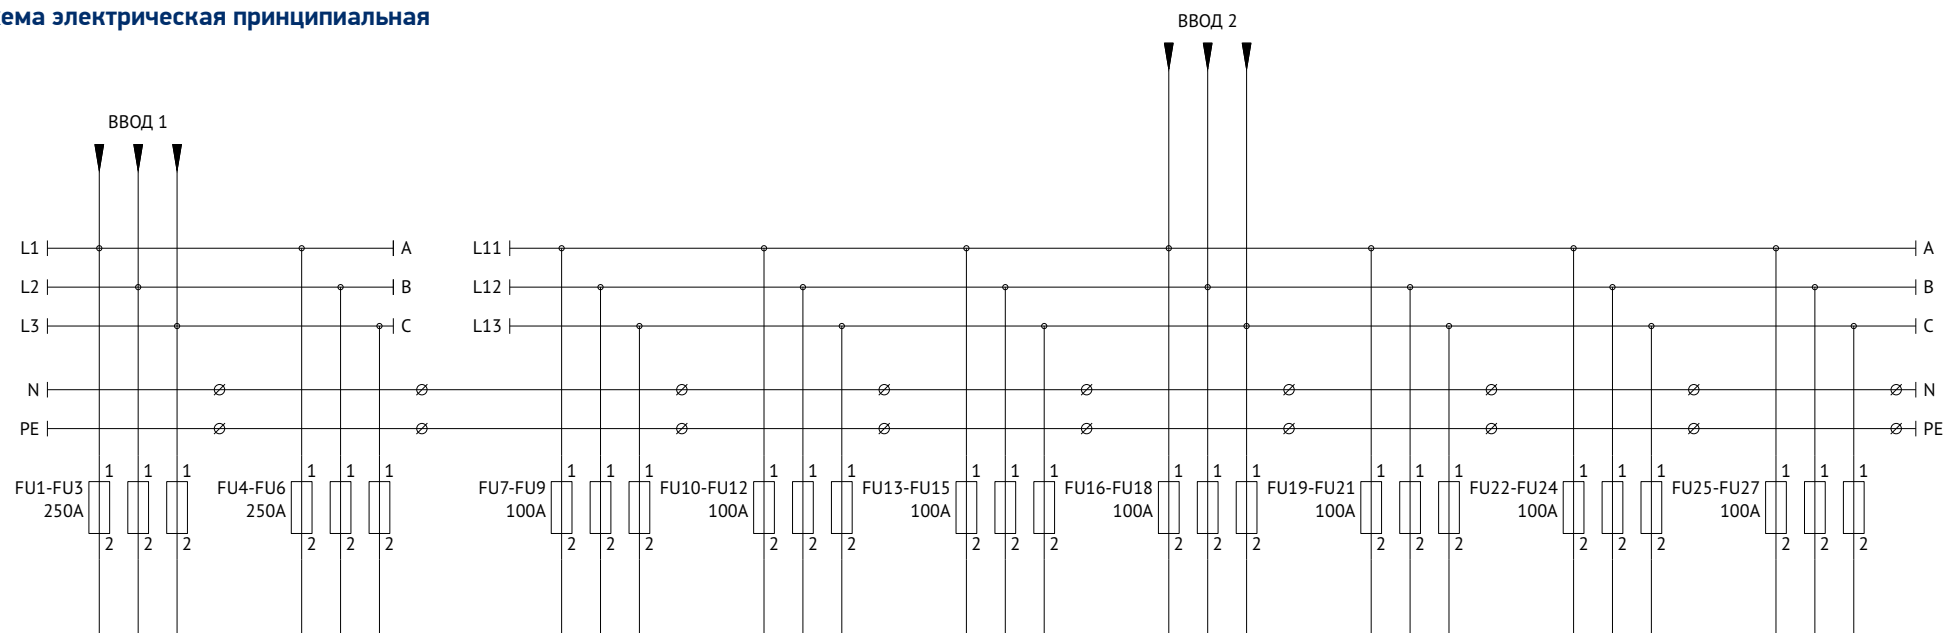 ема электрическая принципиальная
ВВОД 2
ВВОД 1
L1 A L11 A
L2 B L12 B
L3 C L13 C
N N
PE PE
1 1 1 1 1 1 1 1 1 1 1 1 1 1 1 1 1 1 1 1 1 1 1 1 1 1 1
FU1-FU3 FU4-FU6 FU7-FU9 FU10-FU12 FU13-FU15 FU16-FU18 FU19-FU21 FU22-FU24 FU25-FU27
250A 250A 100A 100A 100A 100A 100A 100A 100A
2 2 2 2 2 2 2 2 2 2 2 2 2 2 2 2 2 2 2 2 2 2 2 2 2 2 2